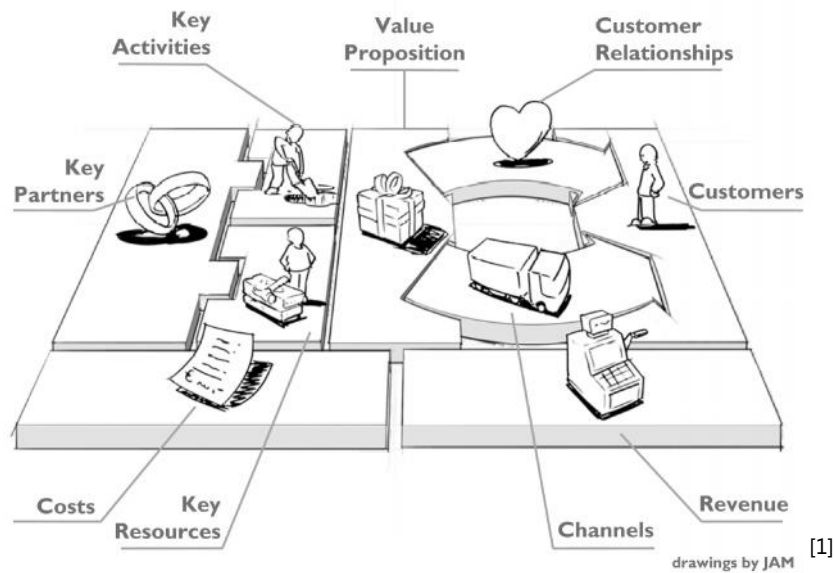 Key
Activities
Value
Proposition
Customer
Relationships
Key
Partners
Customers
Costs
Key
Resources
Channels
Revenue
drawings by JAM
[1]